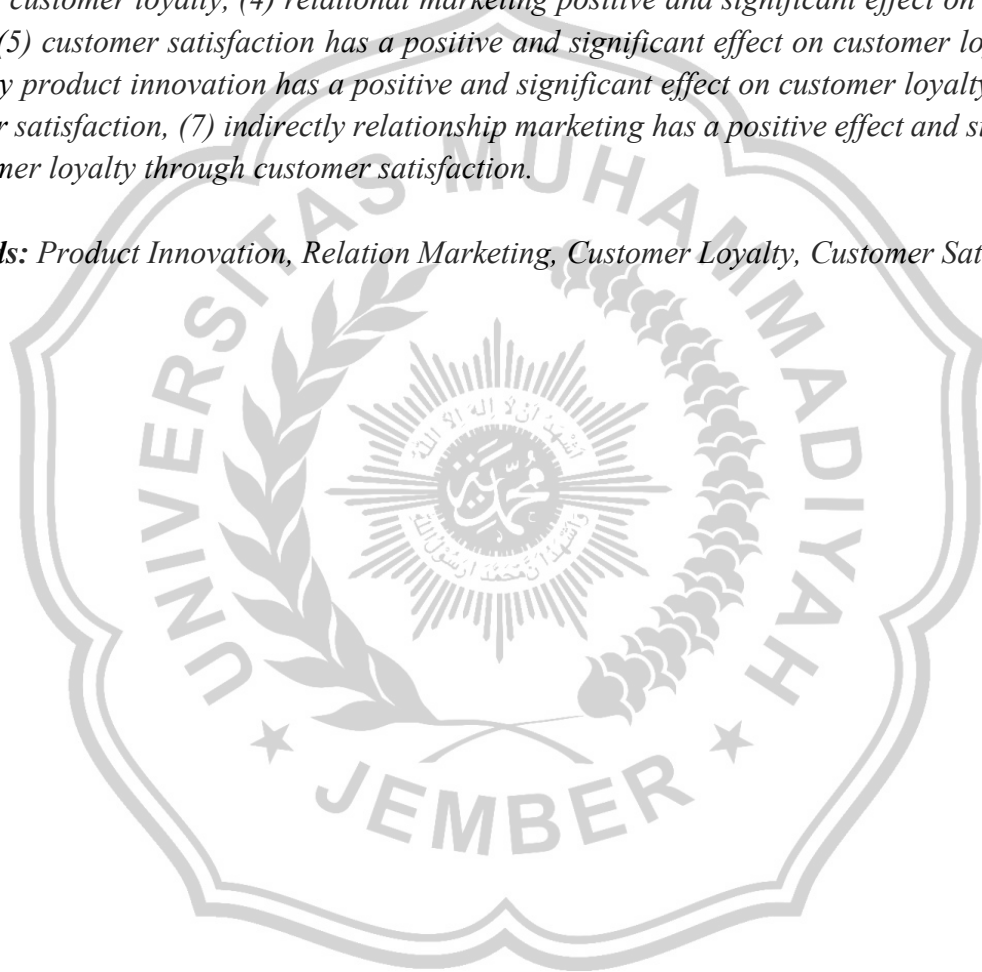 customer loyalty, (4) relational marketing positive and significant effect on
(5) customer satisfaction has a positive and significant effect on customer lo
y product innovation has a positive and significant effect on customer loyalty
r satisfaction, (7) indirectly relationship marketing has a positive effect and si
mer loyalty through customer satisfaction.
ds: Product Innovation, Relation Marketing, Customer Loyalty, Customer Sat
UNIVERSITAS MUHAMMADIYAH
JEMBER